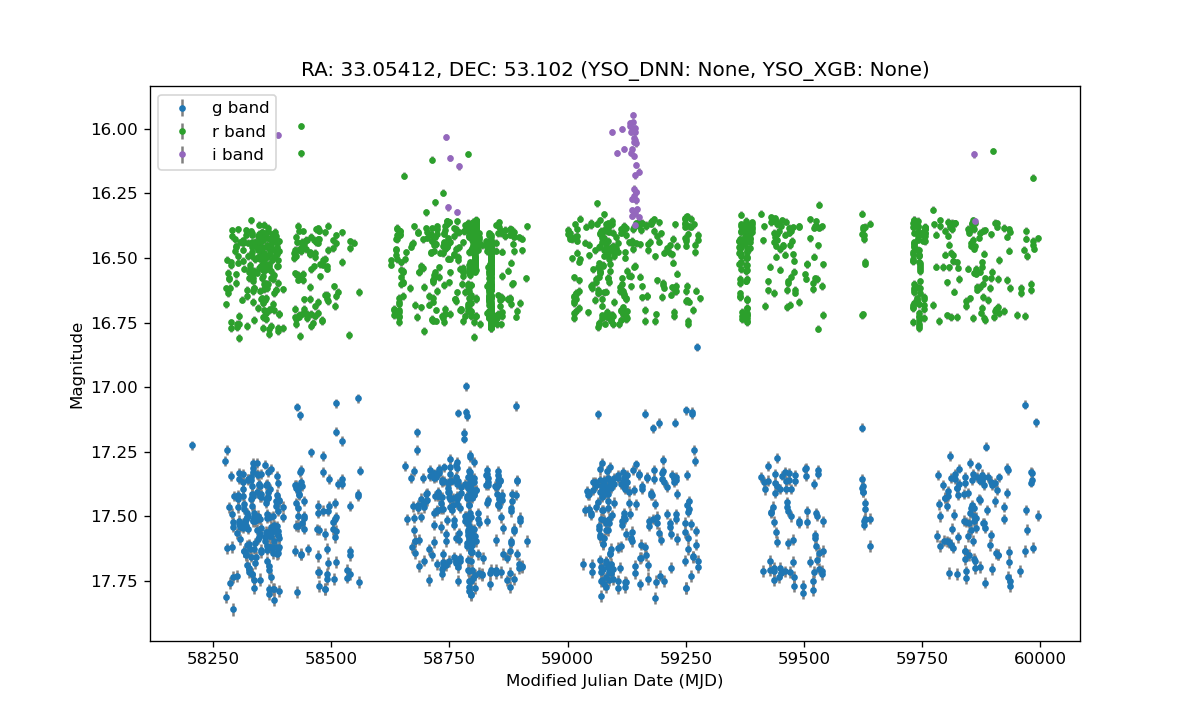 RA: 33.05412, DEC: 53.102 (YSO_DNN: None, YSO_XGB: None)
g band
r band
i band
16.00
16.25
16.50
16.75
17.00
17.25
17.50
17.75
Magnitude
58250 58500 58750 59000 59250 59500 59750 60000
Modified Julian Date (MJD)